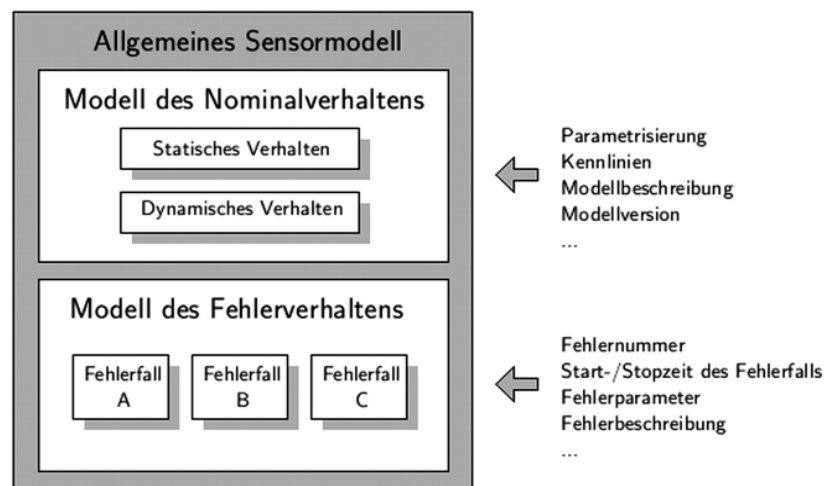 Allgemeines Sensormodell
Modell des Nominalverhaltens
Statisches Verhalten
Dynamisches Verhalten
Parametrisierung
Kennlinien
Modellbeschreibung
Modellversion
...
Modell des Fehlerverhaltens
Fehlerfall
A
Fehlerfall
B
Fehlerfall
C
Fehlernummer
Start-/Stopzeit des Fehlerfalls
Fehlerparameter
Fehlerbeschreibung
...